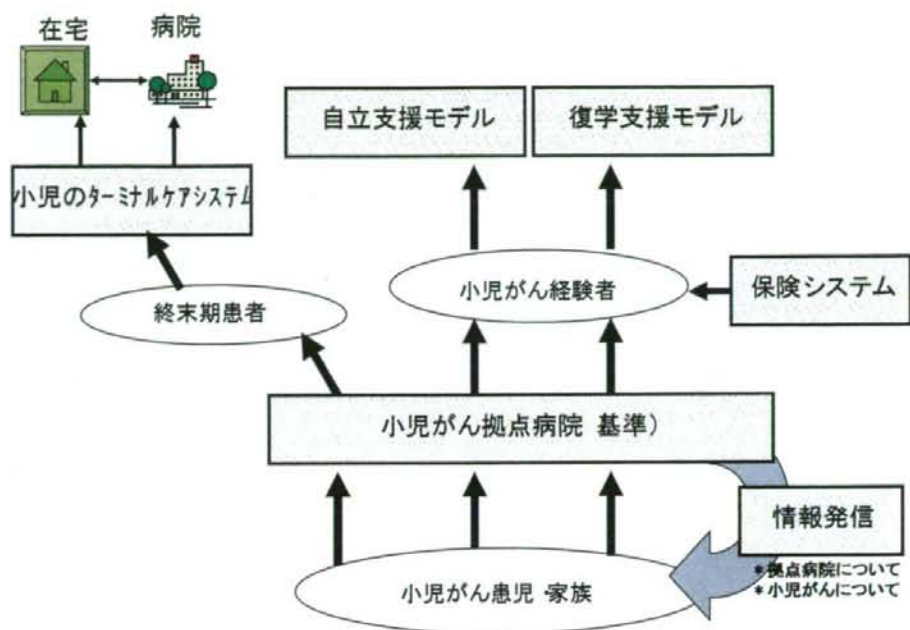 在宅
病院
自立支援モデル
復学支援モデル
小児のターミナルケアシステム
小児がん経験者
保険システム
終末期患者
小児がん拠点病院 基準）
情報発信
*拠点病院について
*小児がんについて
小児がん患児・家族